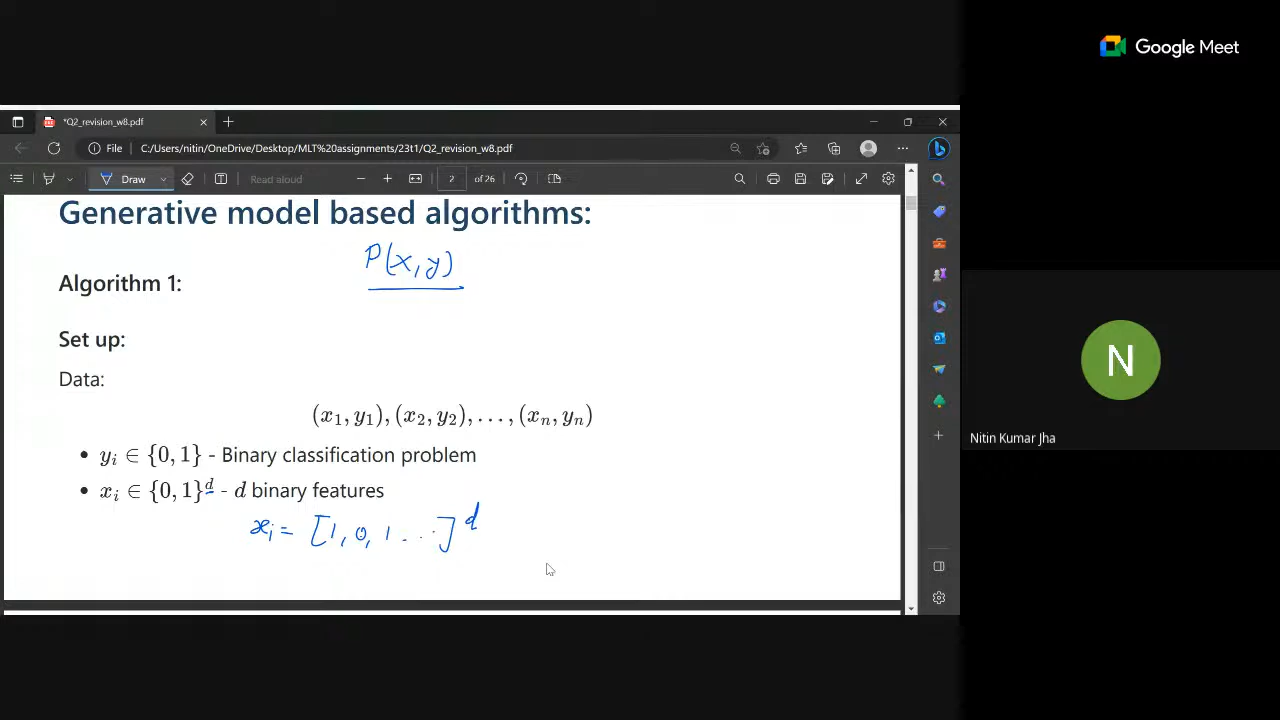 Google Meet
*Q2_revision_w8.pdf
File C:/Users/nitin/OneDrive/Desktop/MLT%20assignments/23t1/Q2_revision_w8.pdf
Draw Read aloud 2 of 26
Generative model based algorithms:
P(x, y)
Algorithm 1:
Set up:
Data:
(x₁, y₁), (x₂, y₂), . . . , (xₙ, yₙ)
• yᵢ ∈ {0, 1} - Binary classification problem
• xᵢ ∈ {0, 1}ᵈ - d binary features
xᵢ = [1, 0, 1 . . .]ᵈ
N
Nitin Kumar Jha